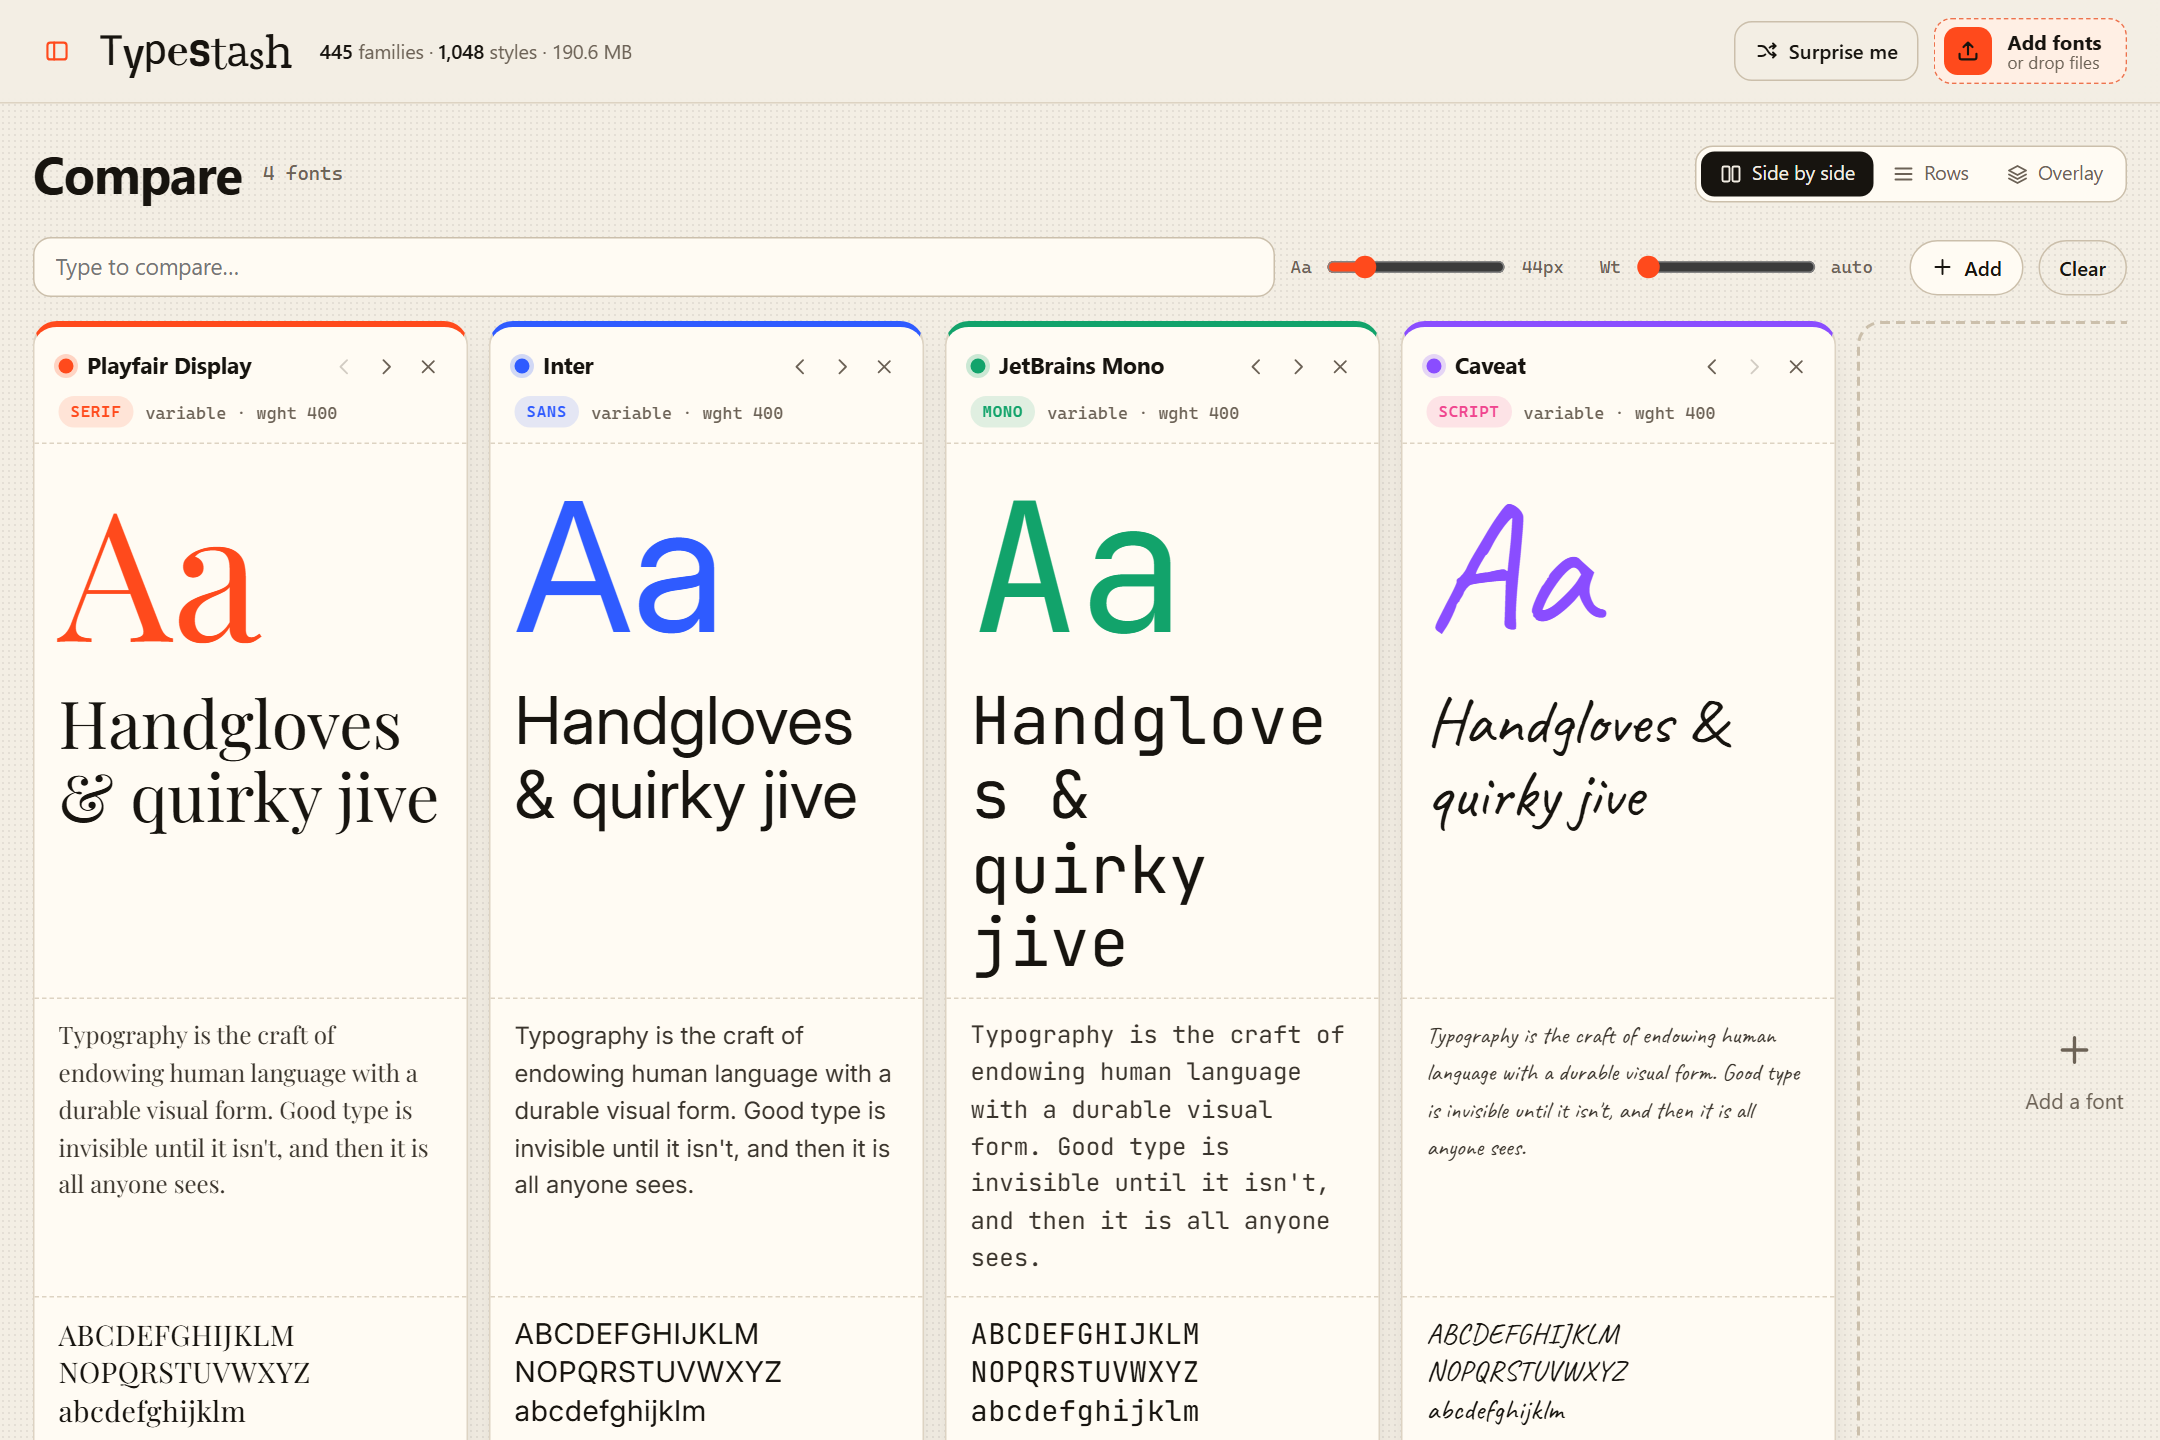 Typestash
445 families · 1,048 styles · 190.6 MB
Surprise me
Add fonts
or drop files
Compare
4 fonts
Side by side
Rows
Overlay
Type to compare...
Aa
44px
Wt
auto
Add
Clear
Playfair Display
SERIF variable · wght 400
Aa
Handgloves
& quirky jive
Typography is the craft of
endowing human language with a
durable visual form. Good type is
invisible until it isn't, and then it is
all anyone sees.
ABCDEFGHIJKLM
NOPQRSTUVWXYZ
abcdefghijklm
Inter
SANS variable · wght 400
Aa
Handgloves
& quirky jive
Typography is the craft of
endowing human language with a
durable visual form. Good type is
invisible until it isn't, and then it is
all anyone sees.
ABCDEFGHIJKLM
NOPQRSTUVWXYZ
abcdefghijklm
JetBrains Mono
MONO variable · wght 400
Aa
Handglove
s &
quirky
jive
Typography is the craft of
endowing human language
with a durable visual
form. Good type is
invisible until it isn't,
and then it is all anyone
sees.
ABCDEFGHIJKLM
NOPQRSTUVWXYZ
abcdefghijklm
Caveat
SCRIPT variable · wght 400
Aa
Handgloves &
quirky jive
Typography is the craft of endowing human
language with a durable visual form. Good type
is invisible until it isn't, and then it is all
anyone sees.
ABCDEFGHIJKLM
NOPQRSTUVWXYZ
abcdefghijklm
Add a font